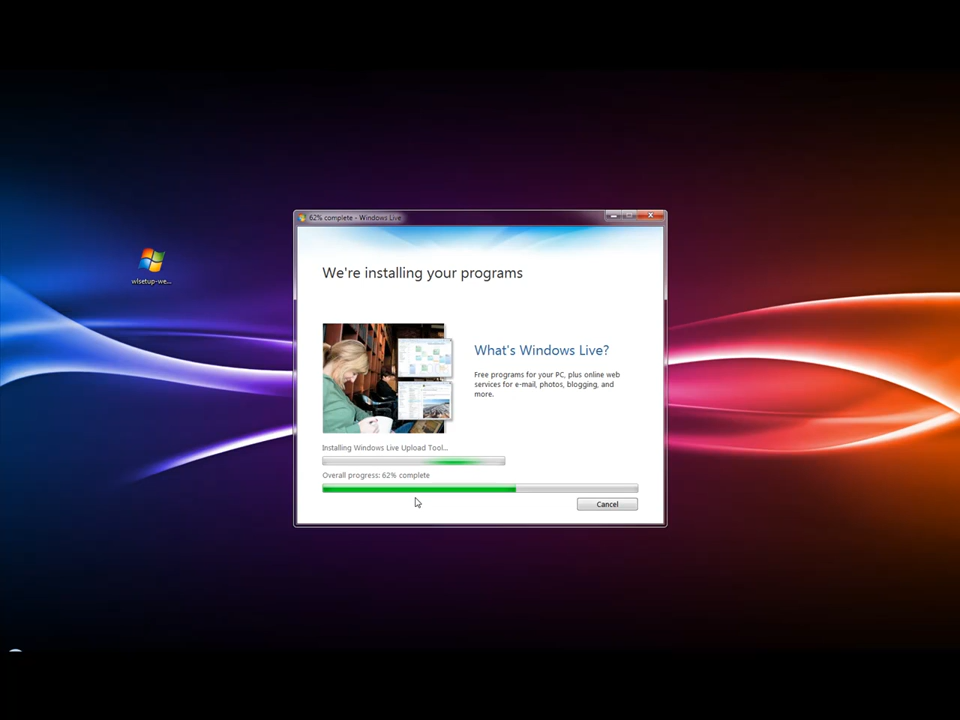 62% complete - Windows Live
We're installing your programs
wlsetup-we...
What's Windows Live?
Free programs for your PC, plus online web
services for e-mail, photos, blogging, and
more.
Installing Windows Live Upload Tool...
Overall progress: 62% complete
Cancel